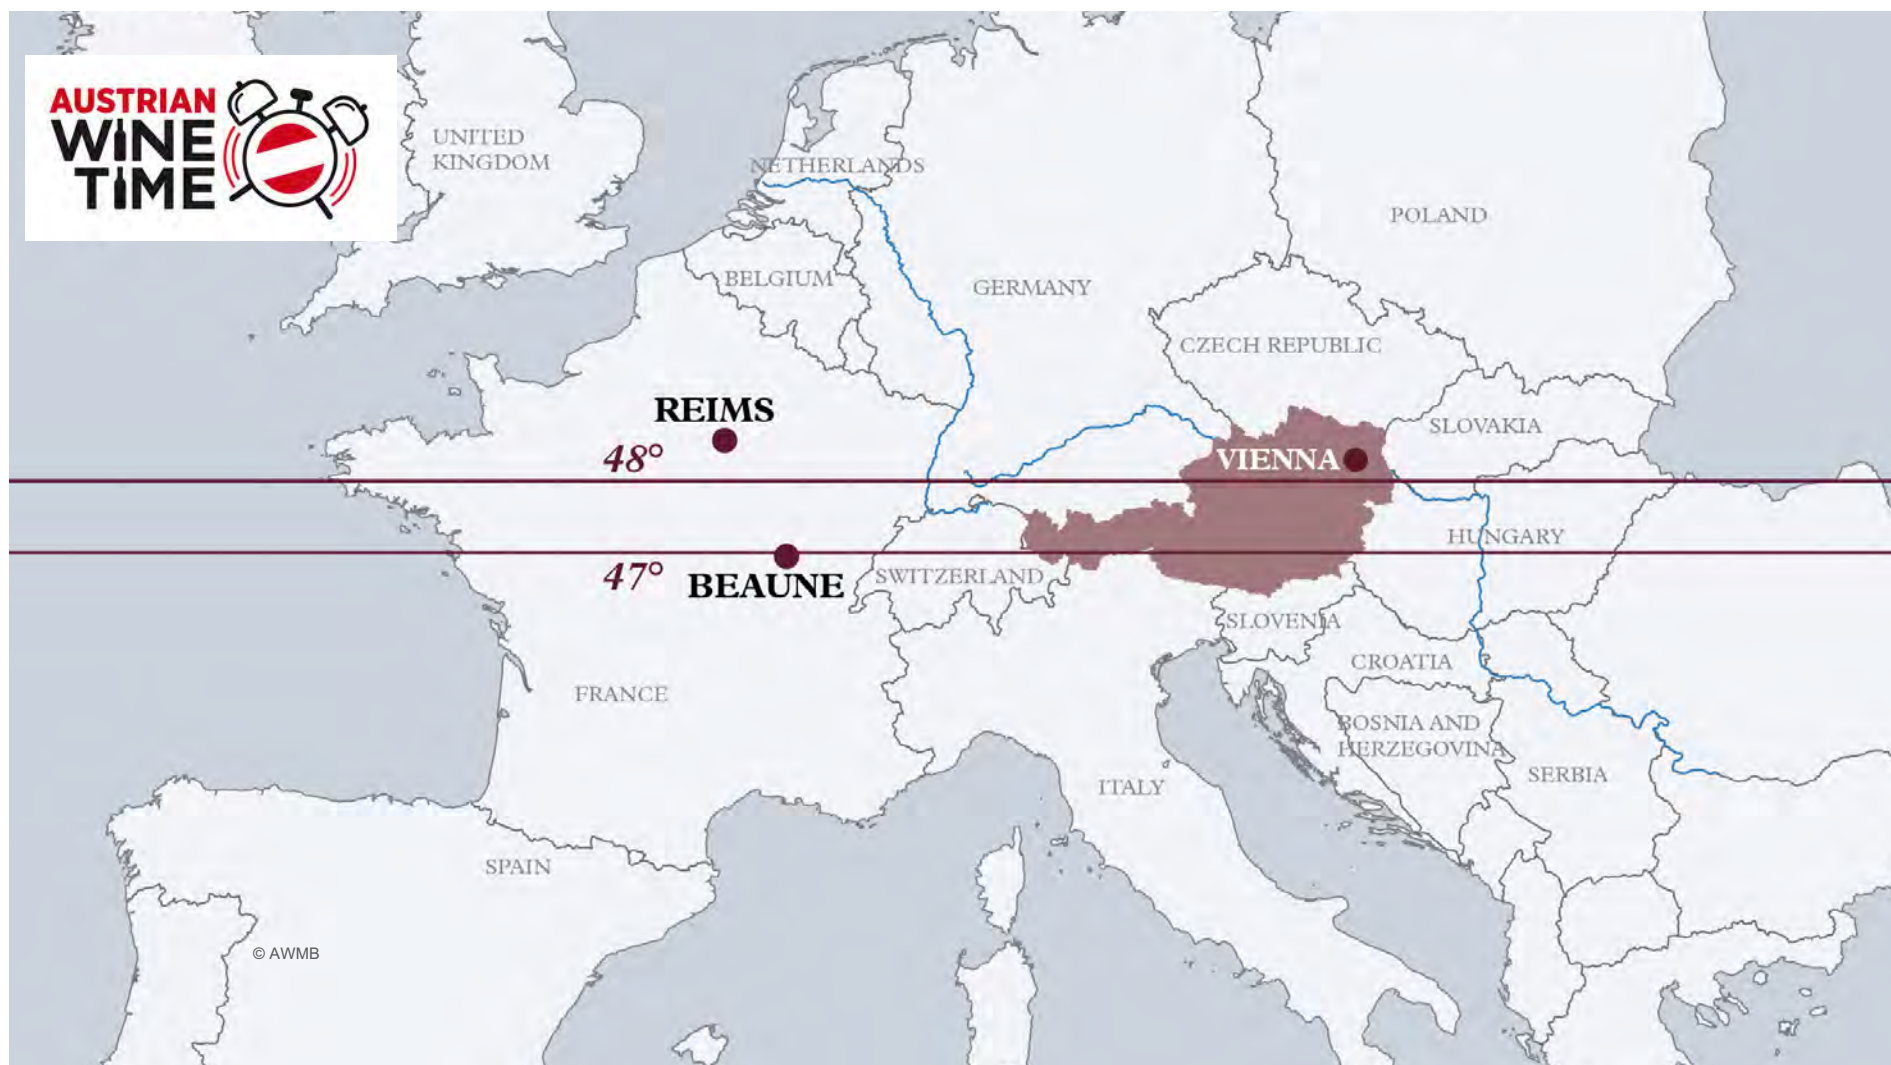 AUSTRIAN
WINE
TIME
UNITED
KINGDOM
NETHERLANDS
POLAND
BELGIUM
GERMANY
CZECH REPUBLIC
REIMS
48°
SLOVAKIA
VIENNA
HUNGARY
47°
BEAUNE
SWITZERLAND
SLOVENIA
CROATIA
FRANCE
BOSNIA AND
HERZEGOVINA
SERBIA
ITALY
SPAIN
© AWMB